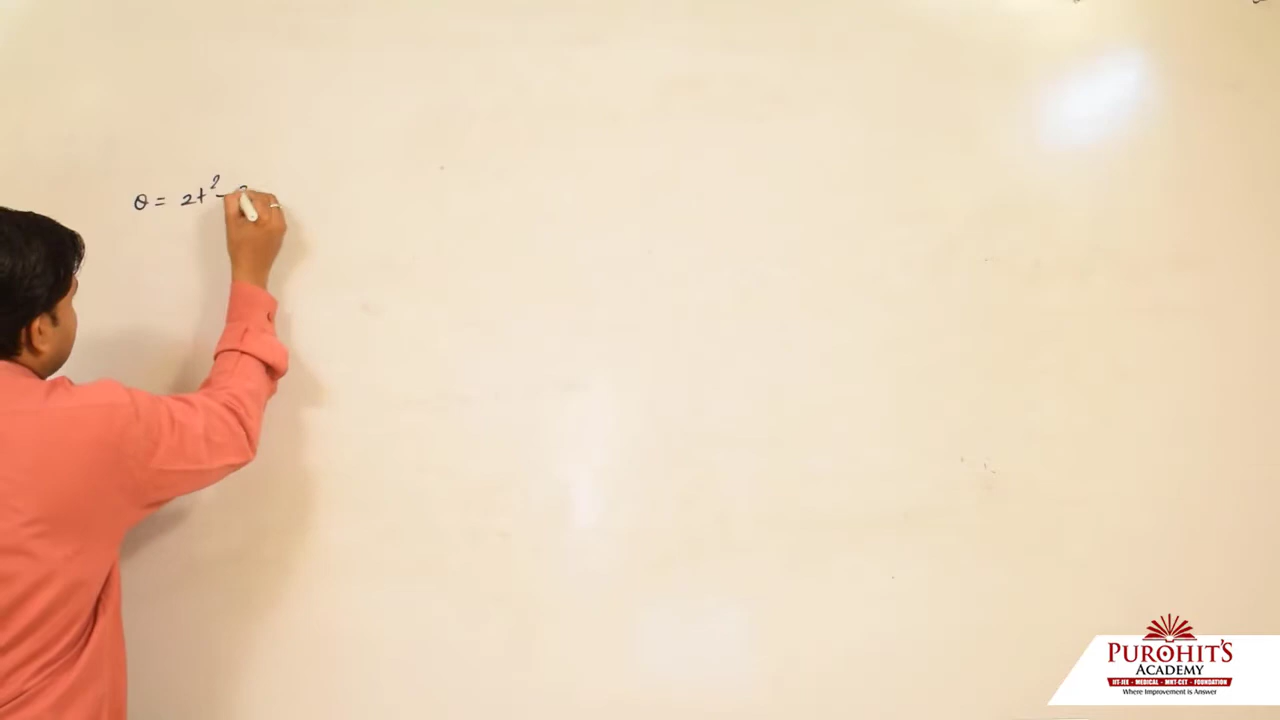 θ = 2t² -
PUROHIT'S
ACADEMY
IIT-JEE • MEDICAL • MHT-CET • FOUNDATION
Where Improvement is Answer